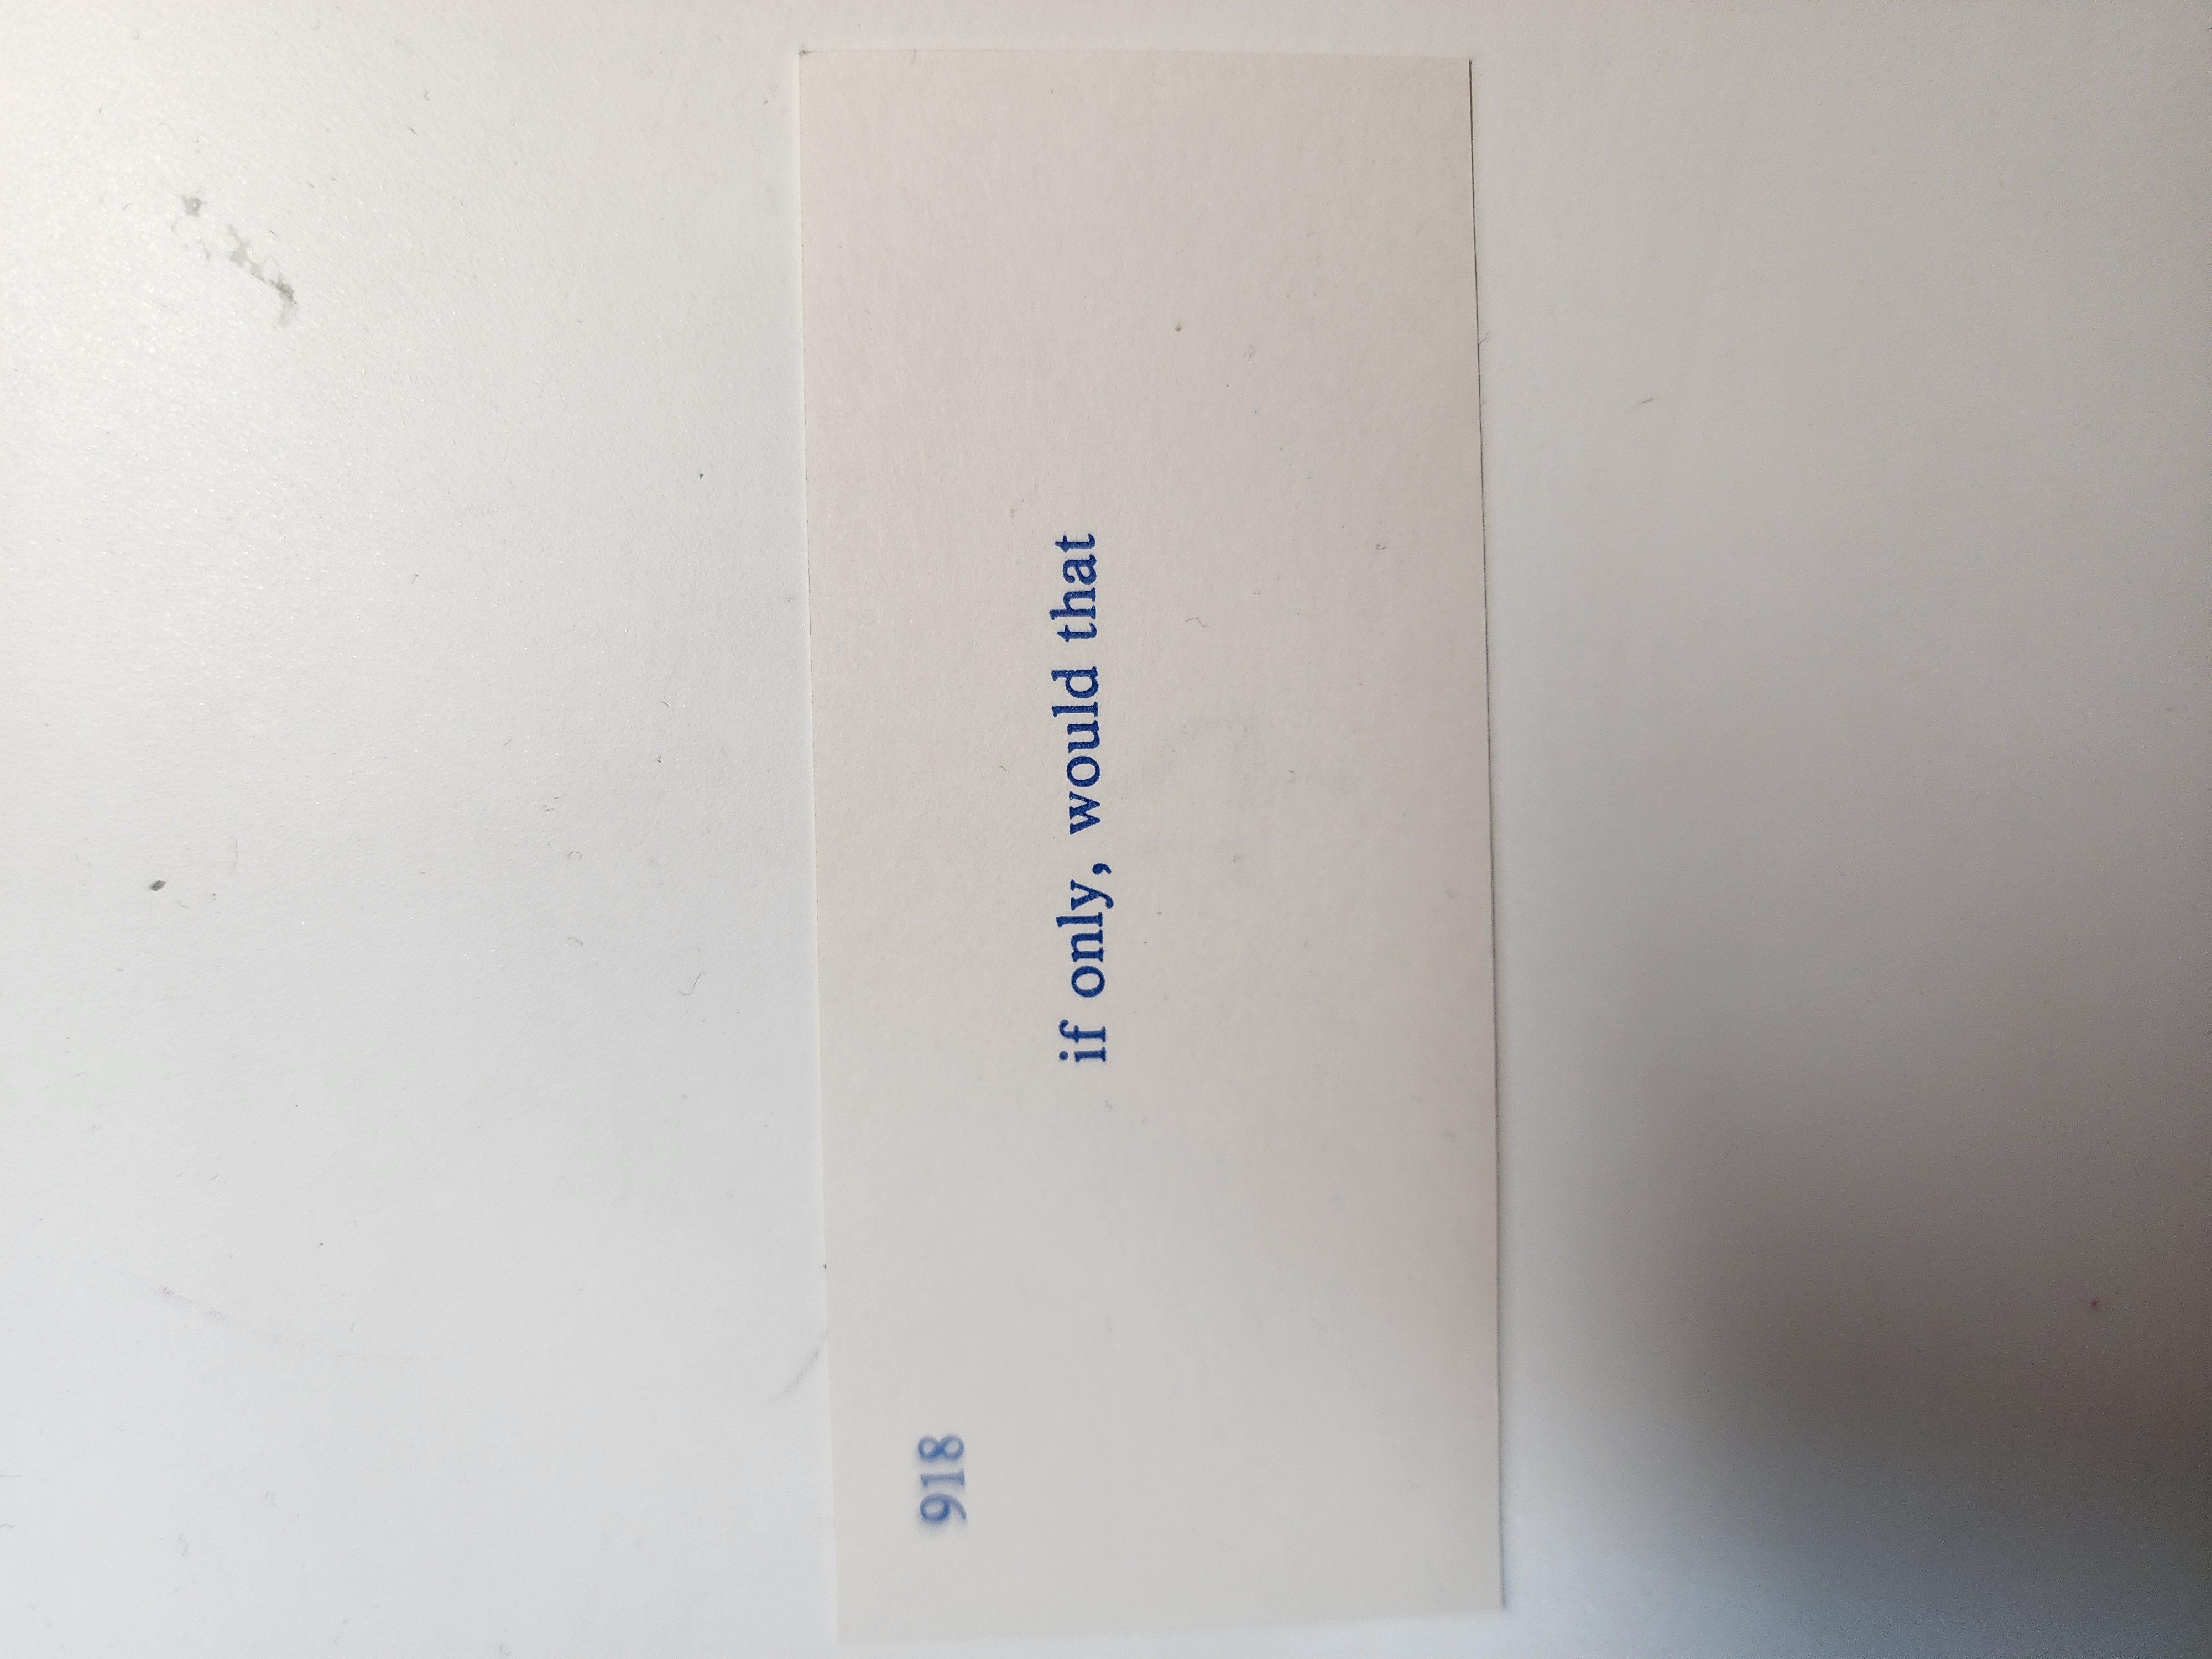 918
if only, would that